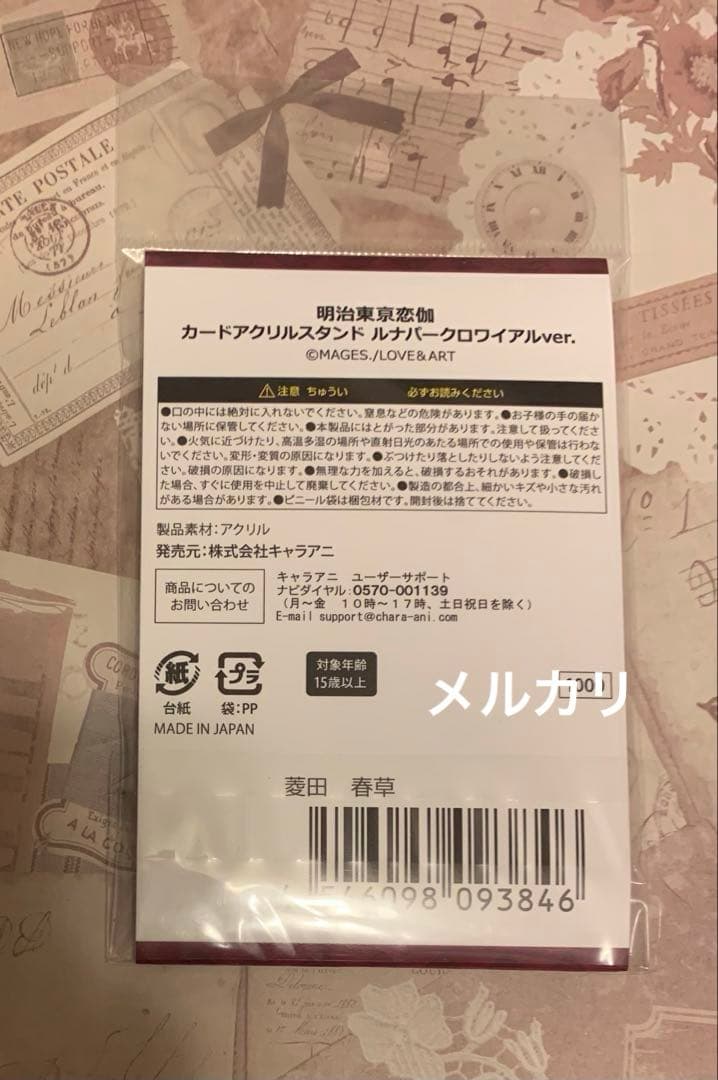 NEW HOPE FOR HEARTS
SUPPORT
CARTE POSTALE
Messieurs
Leblanc
dép'd
TISSÉES
明治東亰恋伽
カードアクリルスタンド ルナパークロワイアルver.
©MAGES./LOVE&ART
⚠注意 ちゅうい 必ずお読みください
●口の中には絶対に入れないでください。窒息などの危険があります。●お子様の手の届か
ない場所に保管してください。●本製品にはとがった部分があります。注意して扱ってくださ
い。●火気に近づけたり、高温多湿の場所や直射日光のあたる場所での使用や保管は行わな
いでください。変形・変質の原因になります。●ぶつけたり落としたりしないよう注意してくだ
さい。破損の原因になります。●無理な力を加えると、破損するおそれがあります。●破損し
た場合、すぐに使用を中止して廃棄してください。●製造の都合上、細かいキズや小さな汚れ
がある場合があります。●ビニール袋は梱包材です。開封後は捨ててください。
製品素材：アクリル
発売元：株式会社キャラアニ
商品についての
お問い合わせ
キャラアニ ユーザーサポート
ナビダイヤル：0570-001139
（月～金 １０時～１７時、土日祝日を除く）
E-mail support@chara-ani.com
紙
台紙
プラ
袋：PP
対象年齢
15歳以上
メルカリ
MADE IN JAPAN
菱田 春草
4 546098 093846
A LA CO